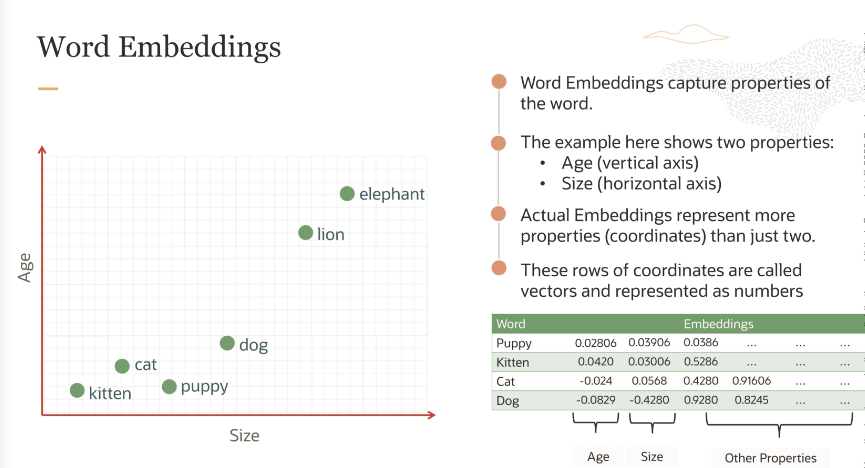 Word Embeddings
Age
elephant
lion
dog
cat
kitten
puppy
Size
Word Embeddings capture properties of
the word.
The example here shows two properties:
• Age (vertical axis)
• Size (horizontal axis)
Actual Embeddings represent more
properties (coordinates) than just two.
These rows of coordinates are called
vectors and represented as numbers
Word Embeddings
Puppy 0.02806 0.03906 0.0386 ... ... ...
Kitten 0.0420 0.03006 0.5286 ... ... ...
Cat -0.024 0.0568 0.4280 0.91606 ... ...
Dog -0.0829 -0.4280 0.9280 0.8245 ... ...
Age Size Other Properties